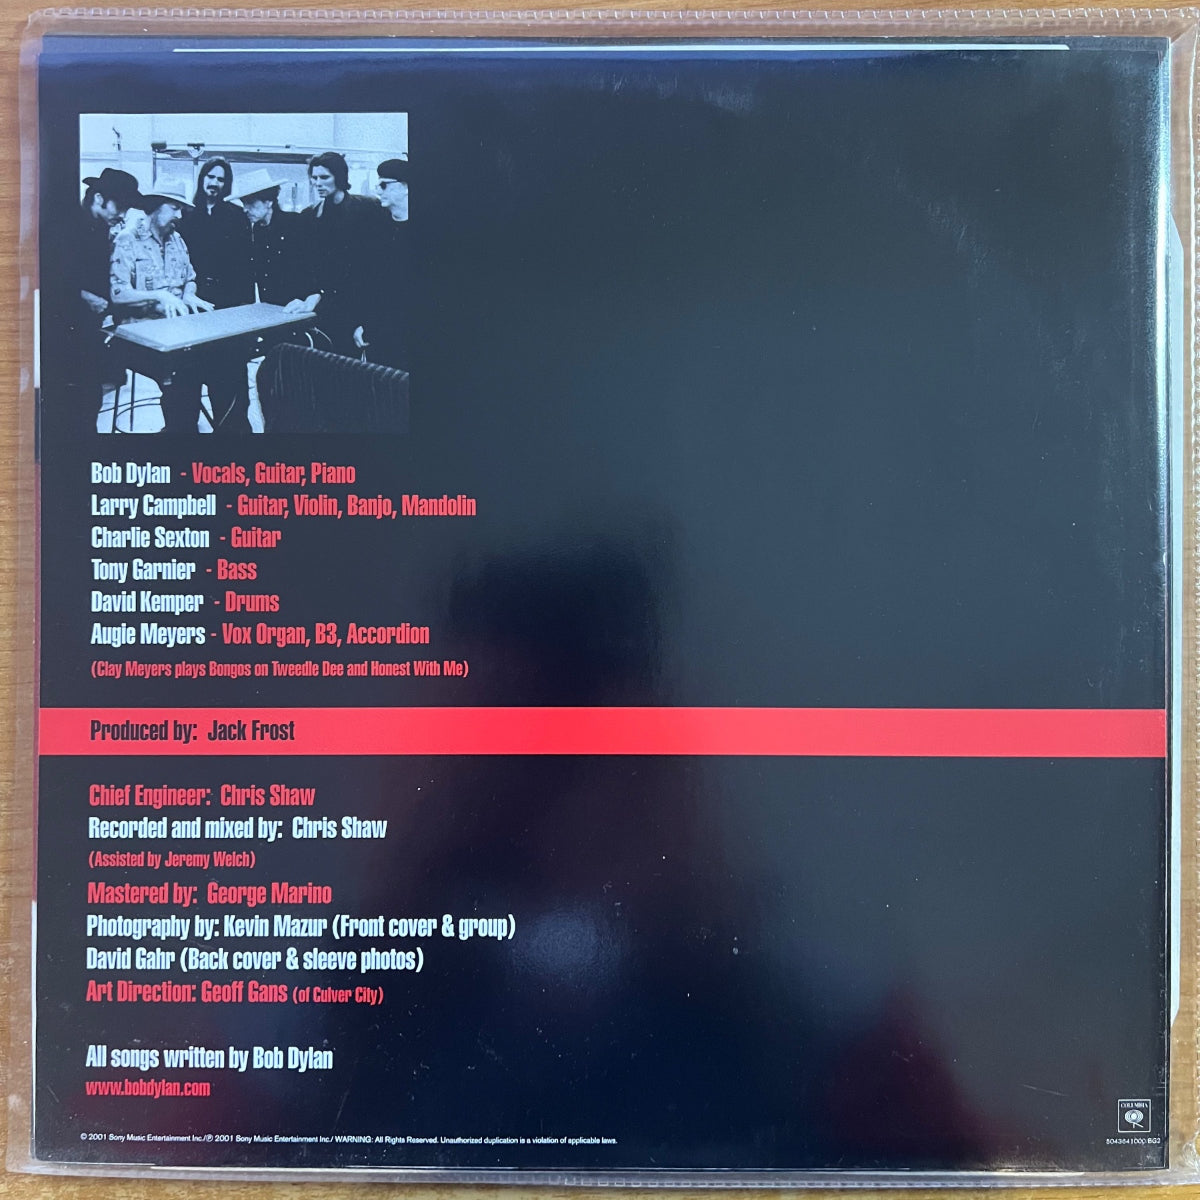 Bob Dylan - Vocals, Guitar, Piano
Larry Campbell - Guitar, Violin, Banjo, Mandolin
Charlie Sexton - Guitar
Tony Garnier - Bass
David Kemper - Drums
Augie Meyers - Vox Organ, B3, Accordion
(Clay Meyers plays Bongos on Tweedle Dee and Honest With Me)
Produced by: Jack Frost
Chief Engineer: Chris Shaw
Recorded and mixed by: Chris Shaw
(Assisted by Jeremy Welch)
Mastered by: George Marino
Photography by: Kevin Mazur (Front cover & group)
David Gahr (Back cover & sleeve photos)
Art Direction: Geoff Gans (of Culver City)
All songs written by Bob Dylan
www.bobdylan.com
COLUMBIA
© 2001 Sony Music Entertainment Inc./℗ 2001 Sony Music Entertainment Inc./ WARNING: All Rights Reserved. Unauthorized duplication is a violation of applicable laws.
5043641000 BG2